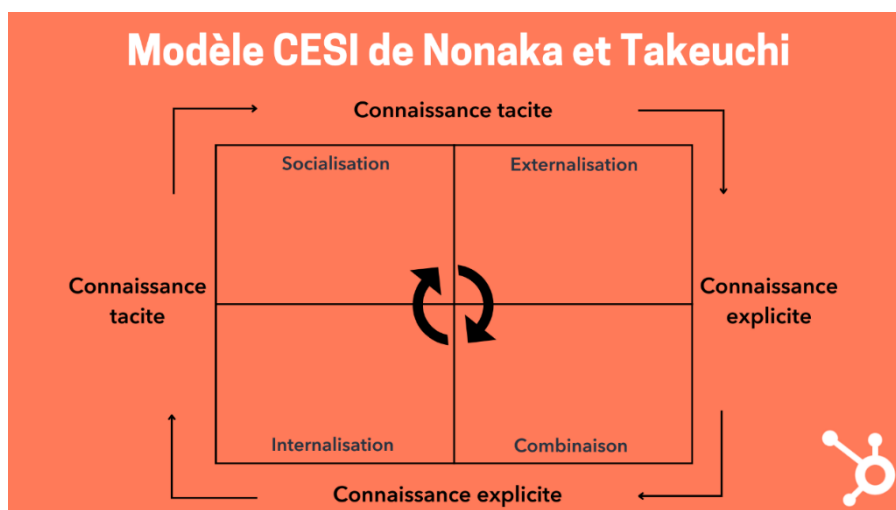 Modèle CESI de Nonaka et Takeuchi
Connaissance tacite
Socialisation
Externalisation
Connaissance
tacite
Connaissance
explicite
Internalisation
Combinaison
Connaissance explicite